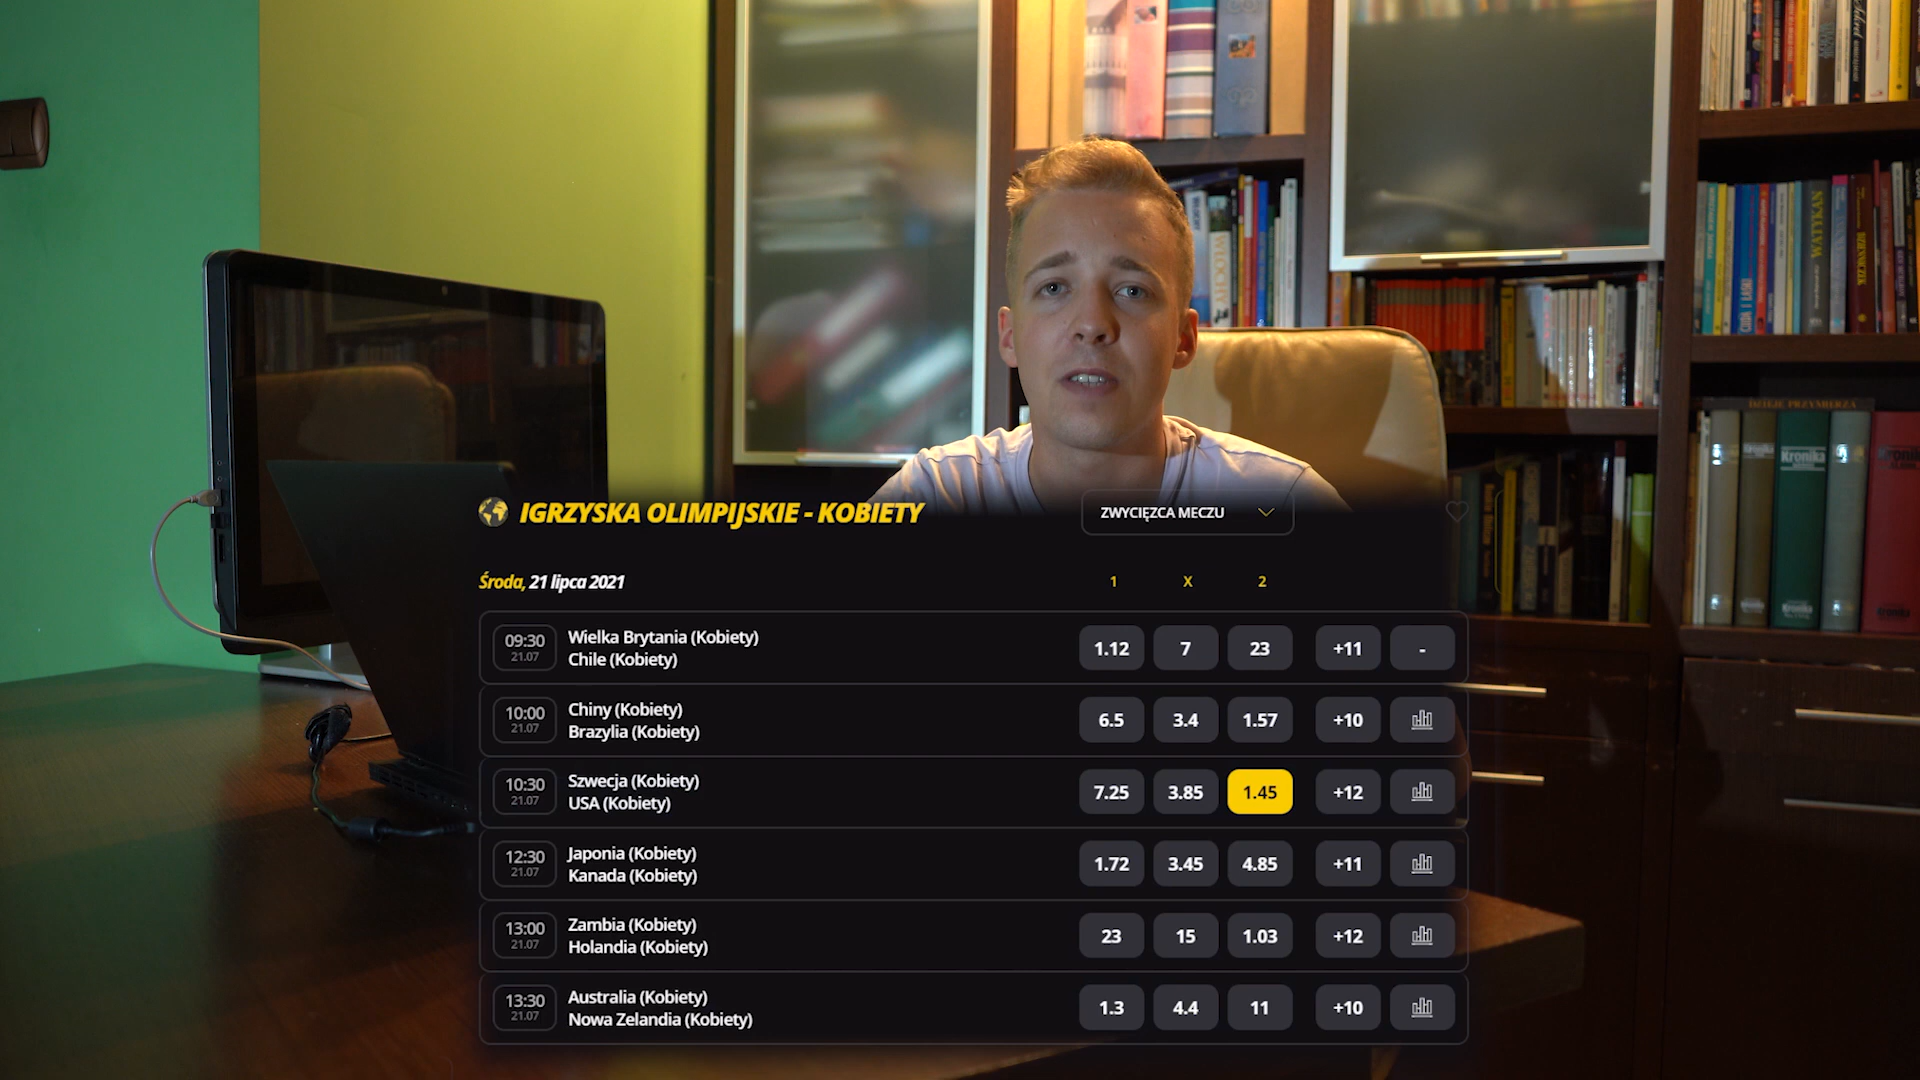 WŁOCHY
WATYKAN
Kronika
Kronika
Kronika
IGRZYSKA OLIMPIJSKIE - KOBIETY
ZWYCIĘZCA MECZU
Środa, 21 lipca 2021
1 X 2
09:30
21.07
Wielka Brytania (Kobiety)
Chile (Kobiety)
1.12 7 23 +11 -
10:00
21.07
Chiny (Kobiety)
Brazylia (Kobiety)
6.5 3.4 1.57 +10
10:30
21.07
Szwecja (Kobiety)
USA (Kobiety)
7.25 3.85 1.45 +12
12:30
21.07
Japonia (Kobiety)
Kanada (Kobiety)
1.72 3.45 4.85 +11
13:00
21.07
Zambia (Kobiety)
Holandia (Kobiety)
23 15 1.03 +12
13:30
21.07
Australia (Kobiety)
Nowa Zelandia (Kobiety)
1.3 4.4 11 +10